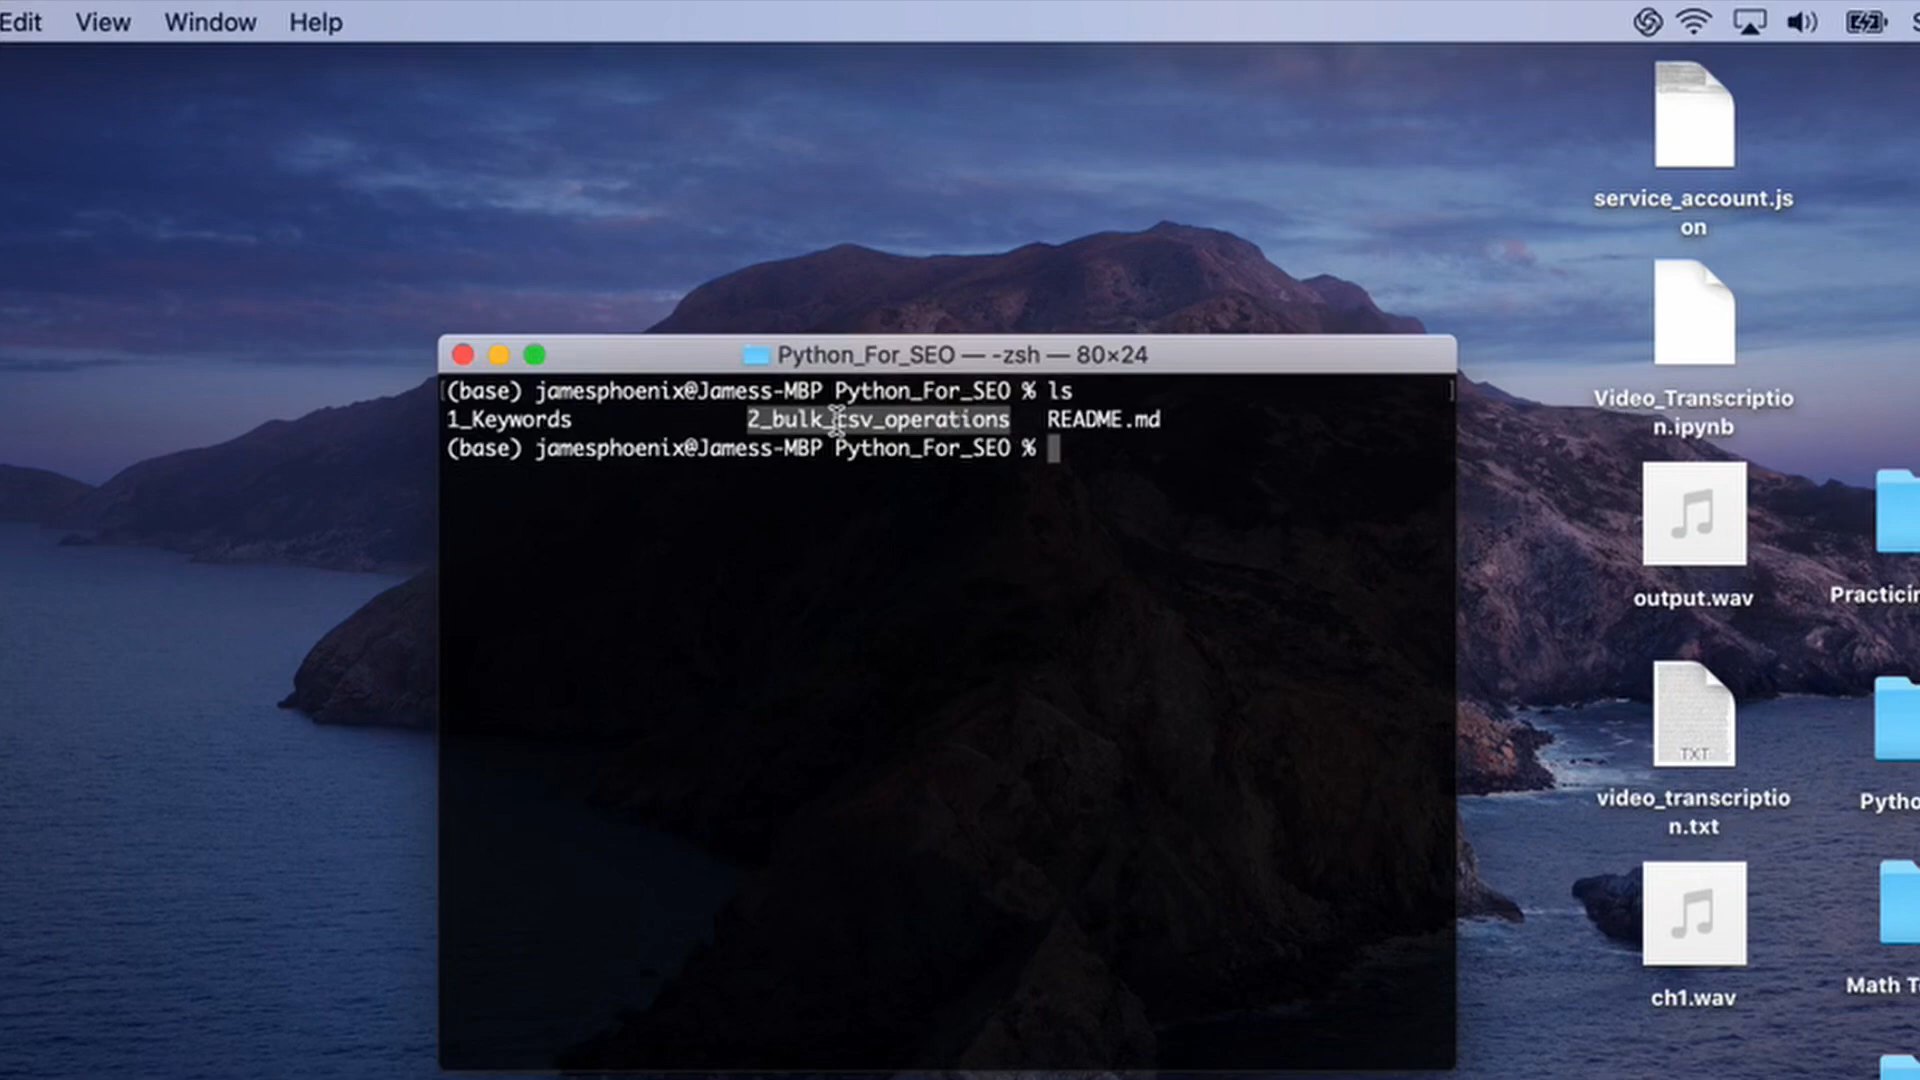 Edit View Window Help
Python_For_SEO — -zsh — 80×24
(base) jamesphoenix@Jamess-MBP Python_For_SEO % ls
1_Keywords 2_bulk_csv_operations README.md
(base) jamesphoenix@Jamess-MBP Python_For_SEO %
service_account.js
on
Video_Transcriptio
n.ipynb
output.wav
TXT
video_transcriptio
n.txt
ch1.wav
Math